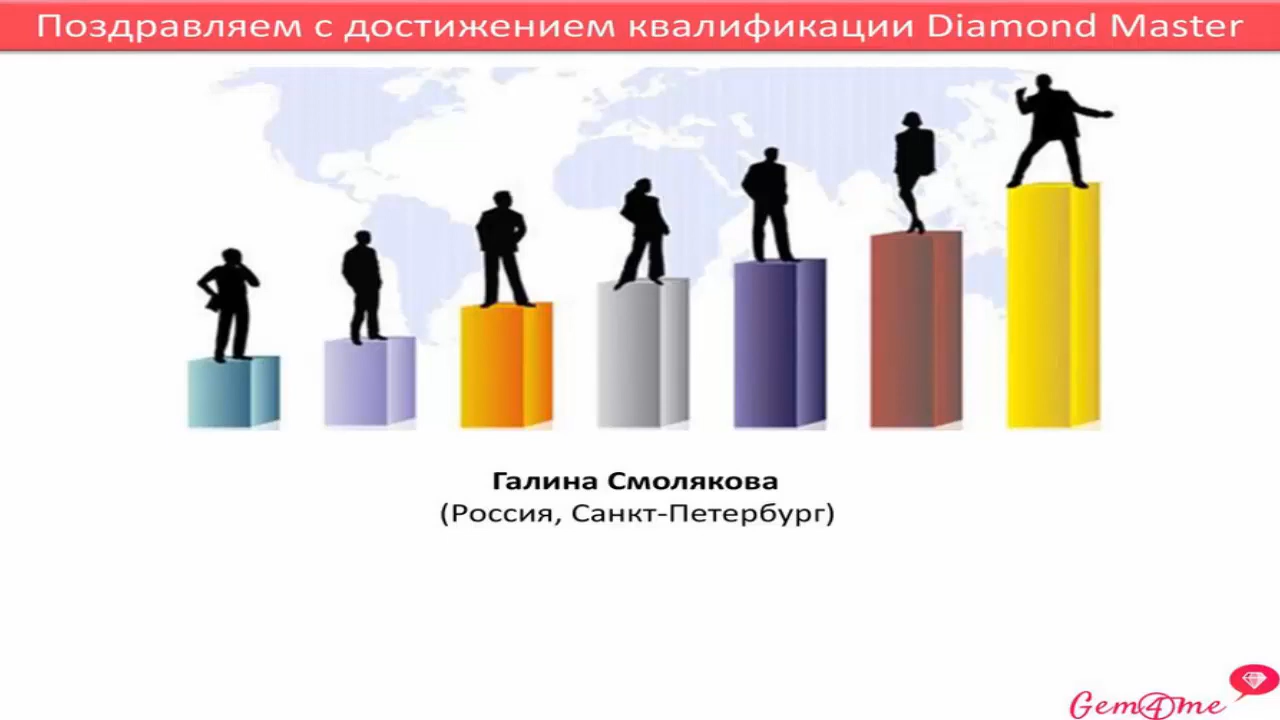 Поздравляем с достижением квалификации Diamond Master
Галина Смолякова
(Россия, Санкт-Петербург)
Gem4me